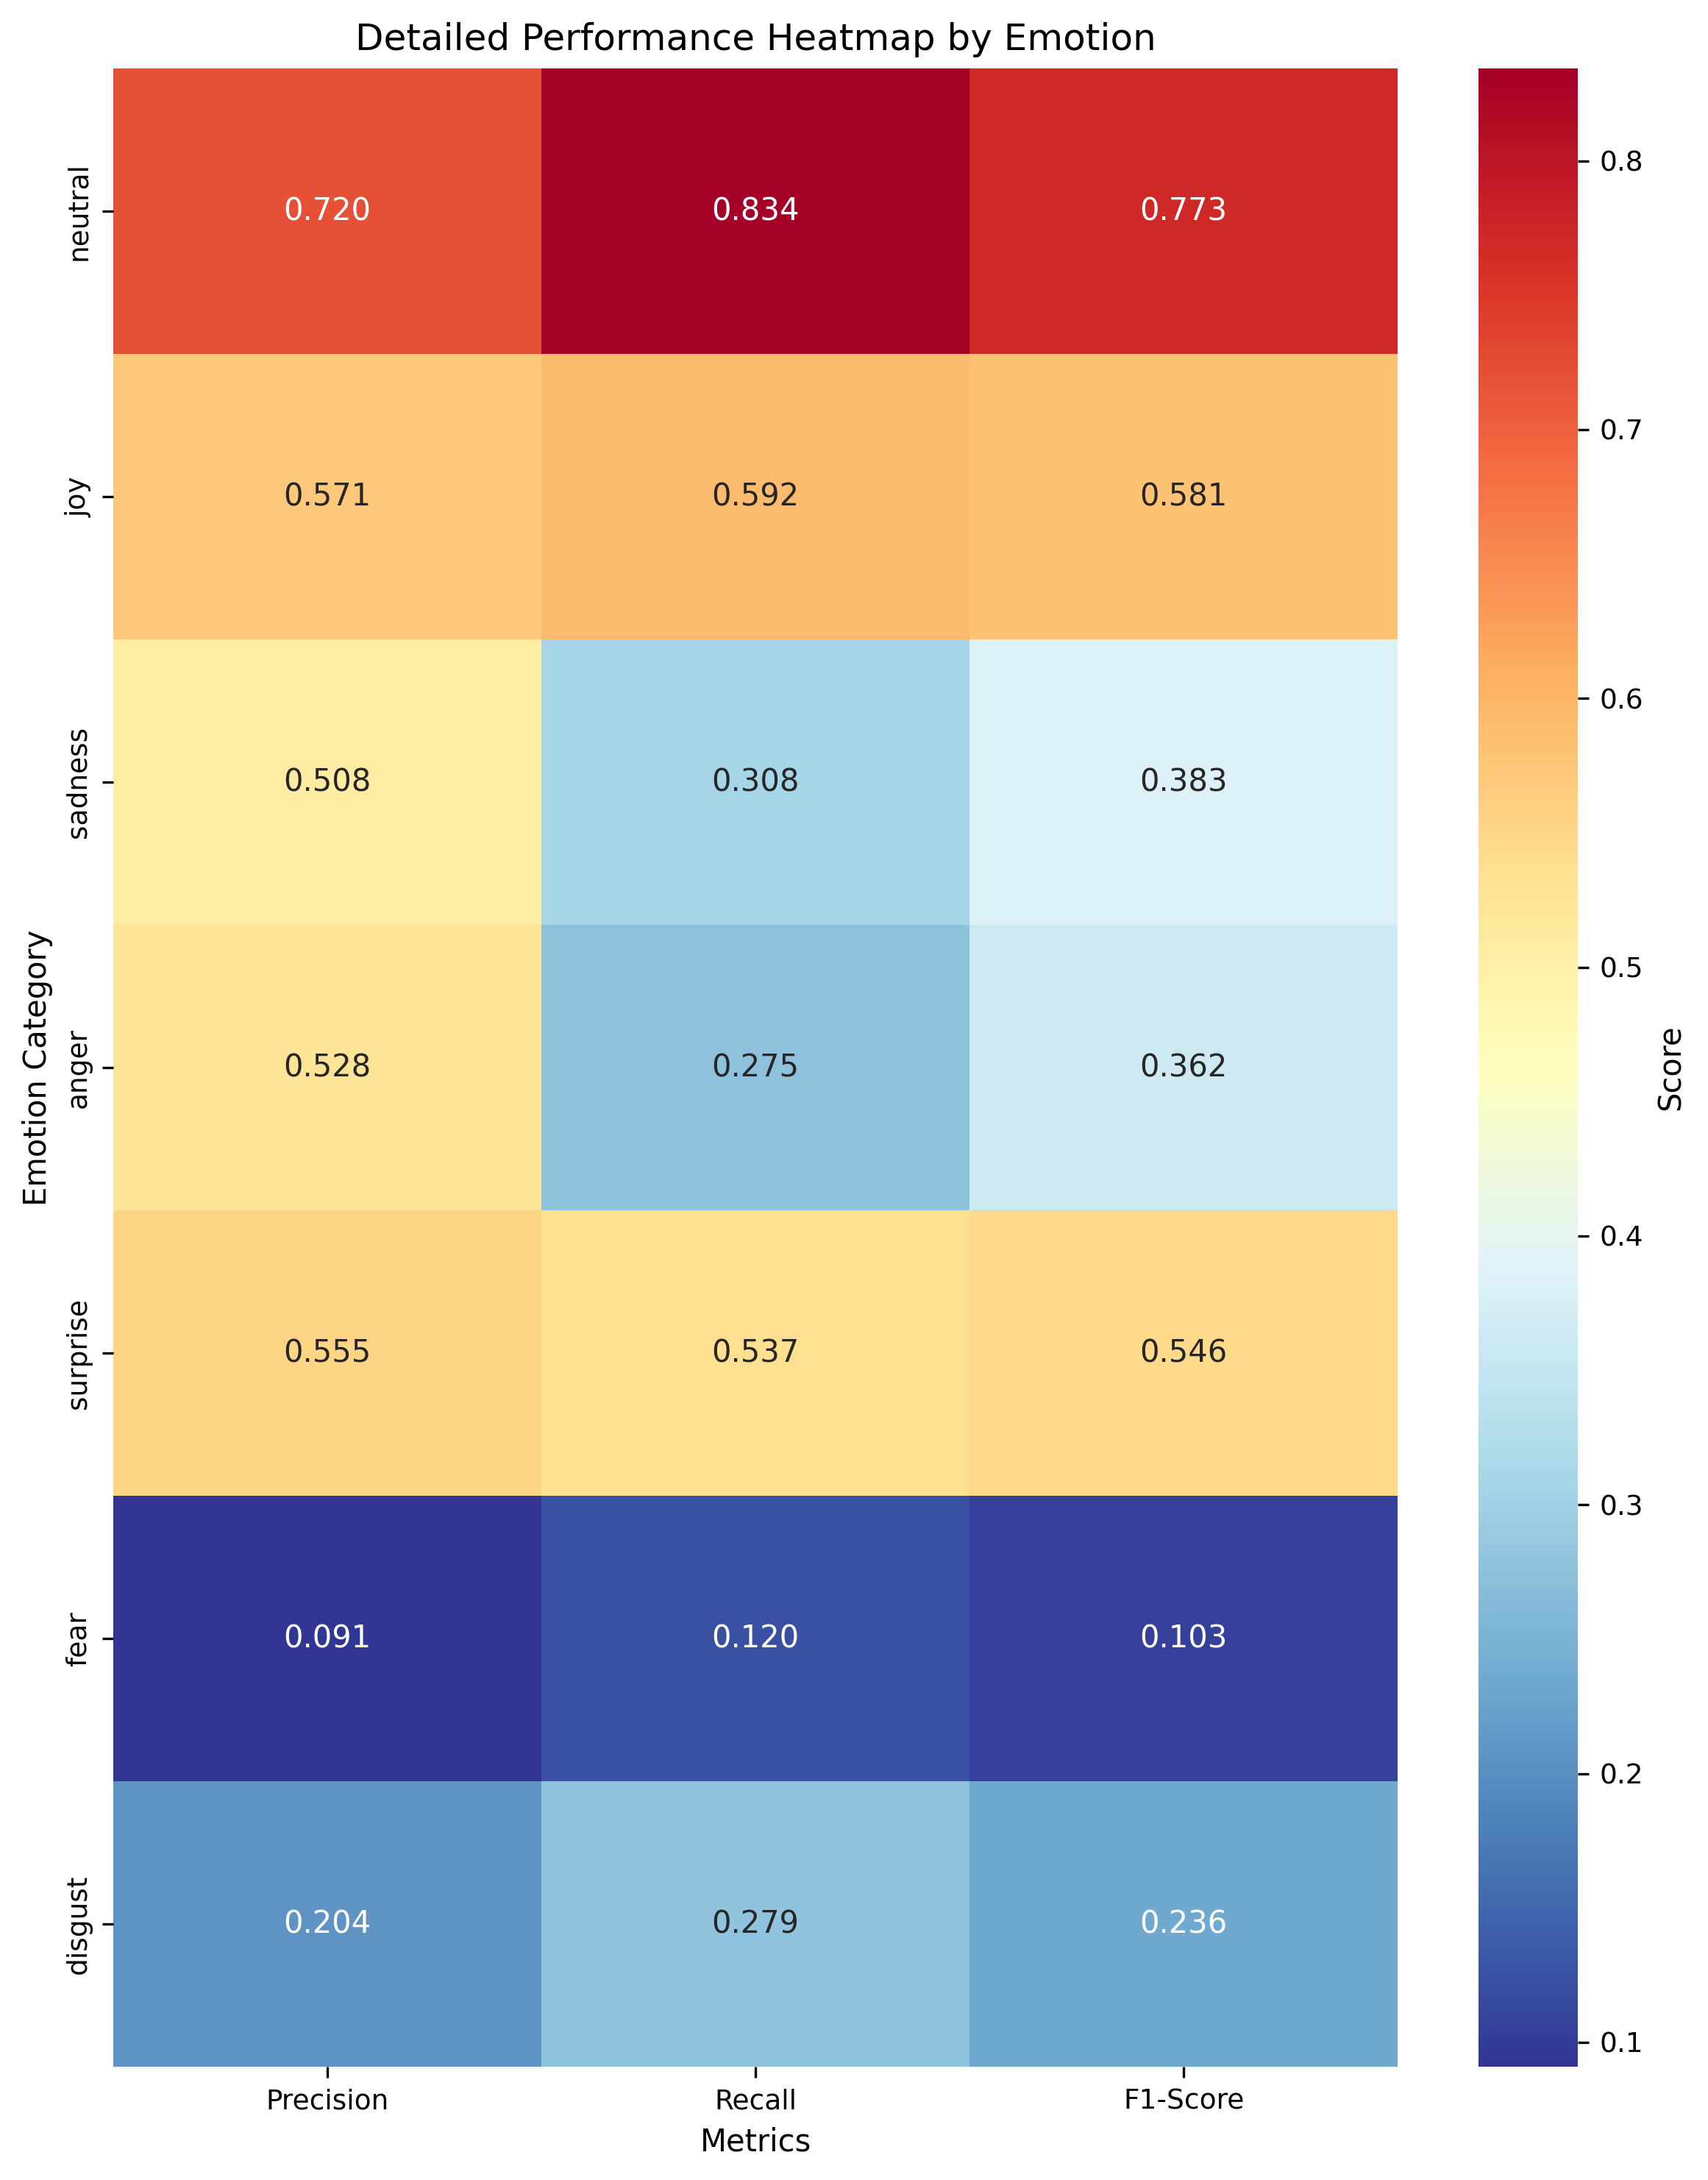 Detailed Performance Heatmap by Emotion
Emotion Category
neutral 0.720 0.834 0.773
joy 0.571 0.592 0.581
sadness 0.508 0.308 0.383
anger 0.528 0.275 0.362
surprise 0.555 0.537 0.546
fear 0.091 0.120 0.103
disgust 0.204 0.279 0.236
Precision Recall F1-Score
Metrics
0.8
0.7
0.6
0.5
0.4
0.3
0.2
0.1
Score